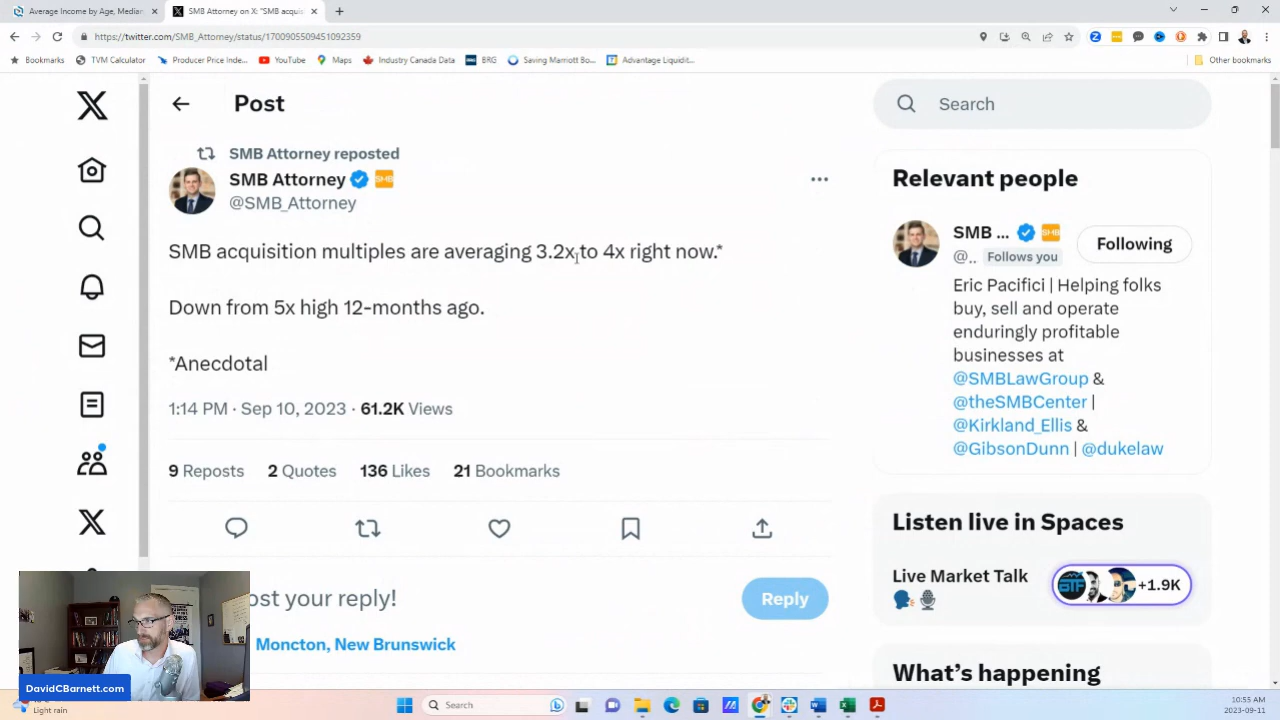 Average Income by Age, Media
SMB Attorney on X: "SMB acquis
https://twitter.com/SMB_Attorney/status/1700905509451092359
Bookmarks
TVM Calculator
Producer Price Inde...
YouTube
Maps
Industry Canada Data
BRG
Saving Marriott Bo...
Advantage Liquidit...
Other bookmarks
Post
Search
SMB Attorney reposted
SMB Attorney
SMB
@SMB_Attorney
SMB acquisition multiples are averaging 3.2x to 4x right now.*
Down from 5x high 12-months ago.
*Anecdotal
1:14 PM · Sep 10, 2023 · 61.2K Views
9 Reposts 2 Quotes 136 Likes 21 Bookmarks
ost your reply!
Reply
Moncton, New Brunswick
Relevant people
SMB ...
SMB
@..
Follows you
Following
Eric Pacifici | Helping folks
buy, sell and operate
enduringly profitable
businesses at
@SMBLawGroup &
@theSMBCenter |
@Kirkland_Ellis &
@GibsonDunn | @dukelaw
Listen live in Spaces
Live Market Talk
+1.9K
What's happening
DavidCBarnett.com
Light rain
Search
10:55 AM
2023-09-11